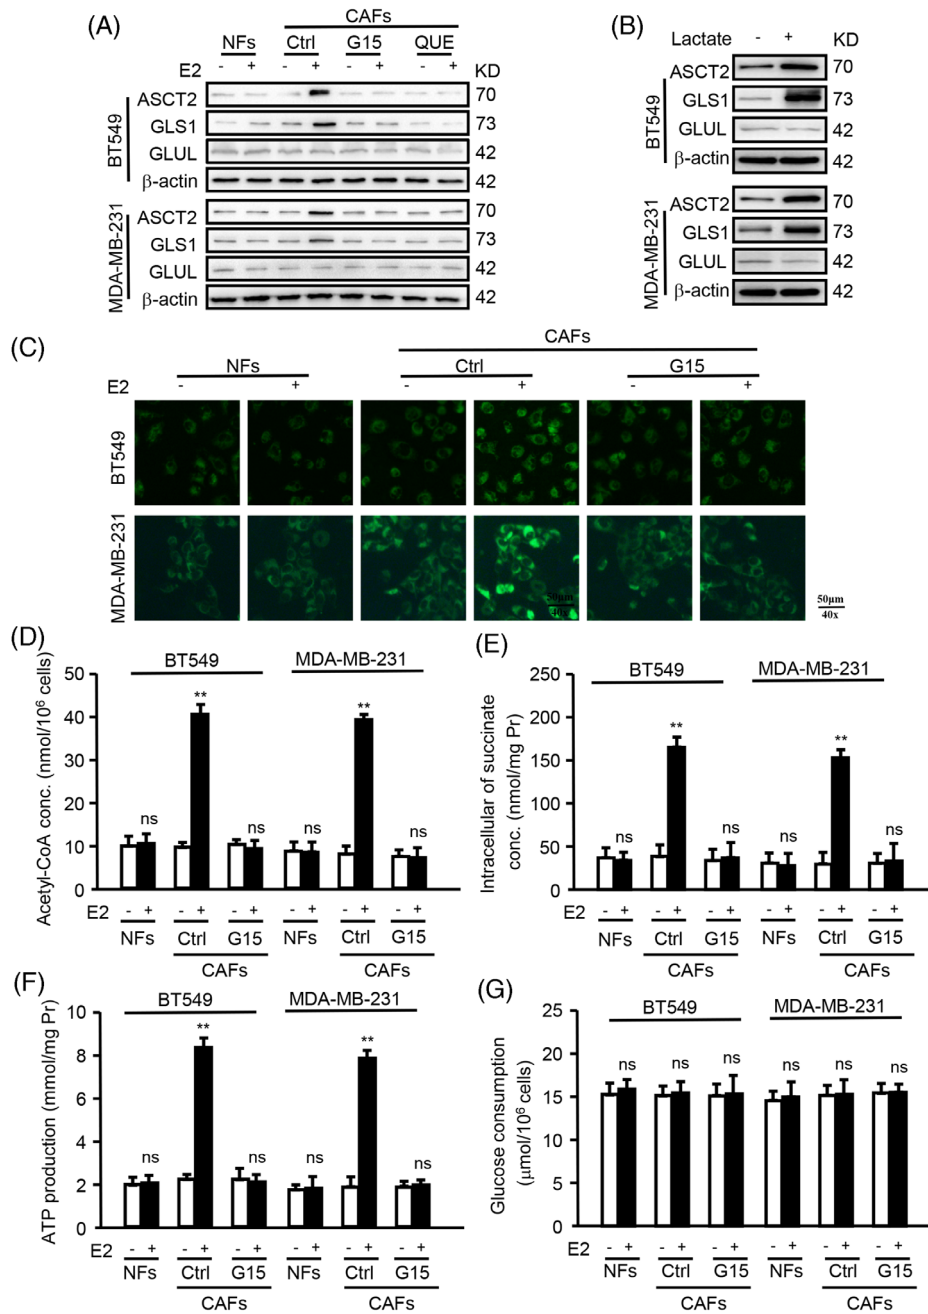 (A)
CAFs
NFs Ctrl G15 QUE
E2 - + - + - + - + KD
BT549
ASCT2 70
GLS1 73
GLUL 42
β-actin 42
MDA-MB-231
ASCT2 70
GLS1 73
GLUL 42
β-actin 42
(B)
Lactate - + KD
BT549
ASCT2 70
GLS1 73
GLUL 42
β-actin 42
MDA-MB-231
ASCT2 70
GLS1 73
GLUL 42
β-actin 42
(C)
CAFs
NFs Ctrl G15
E2 - + - + - +
BT549
MDA-MB-231
50μm
40x
50μm
40x
(D)
BT549 MDA-MB-231
Acetyl-CoA conc. (nmol/10⁶ cells)
50
40
30
20
10
0
ns ** ns ns ** ns
E2 - + - + - + - + - + - +
NFs Ctrl G15 NFs Ctrl G15
CAFs CAFs
(E)
BT549 MDA-MB-231
Intracellular of succinate
conc. (nmol/mg Pr)
250
200
150
100
50
0
ns ** ns ns ** ns
E2 - + - + - + - + - + - +
NFs Ctrl G15 NFs Ctrl G15
CAFs CAFs
(F)
BT549 MDA-MB-231
ATP production (mmol/mg Pr)
10
8
6
4
2
0
ns ** ns ns ** ns
E2 - + - + - + - + - + - +
NFs Ctrl G15 NFs Ctrl G15
CAFs CAFs
(G)
BT549 MDA-MB-231
Glucose consumption
(μmol/10⁶ cells)
25
20
15
10
5
0
ns ns ns ns ns ns
E2 - + - + - + - + - + - +
NFs Ctrl G15 NFs Ctrl G15
CAFs CAFs